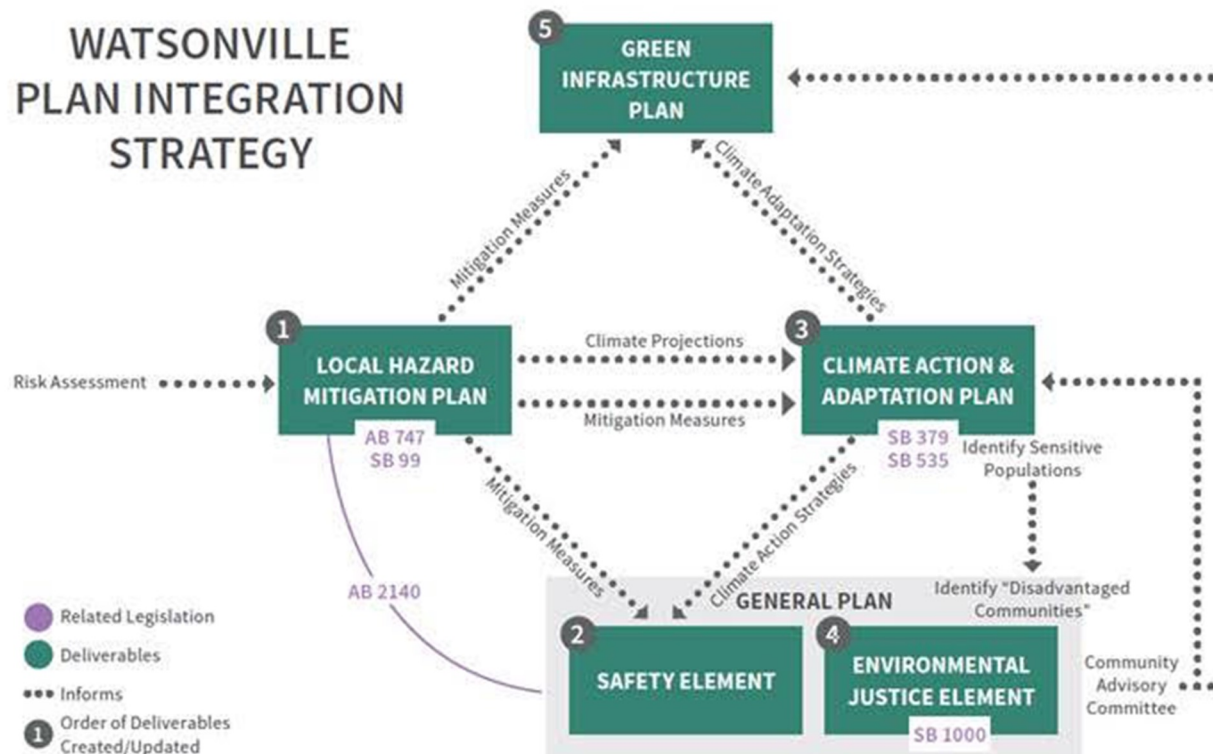 WATSONVILLE
PLAN INTEGRATION
STRATEGY
5
GREEN
INFRASTRUCTURE
PLAN
Mitigation Measures
Climate Adaptation Strategies
1
LOCAL HAZARD
MITIGATION PLAN
AB 747
SB 99
Risk Assessment
Climate Projections
Mitigation Measures
3
CLIMATE ACTION &
ADAPTATION PLAN
SB 379
SB 535
Identify Sensitive
Populations
Mitigation Measures
Climate Action Strategies
AB 2140
Identify "Disadvantaged
Communities"
GENERAL PLAN
2
SAFETY ELEMENT
4
ENVIRONMENTAL
JUSTICE ELEMENT
SB 1000
Community
Advisory
Committee
Related Legislation
Deliverables
Informs
1
Order of Deliverables
Created/Updated